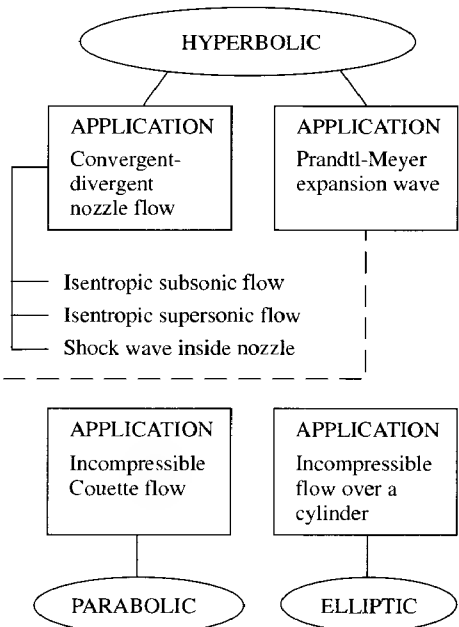 HYPERBOLIC
APPLICATION
Convergent-
divergent
nozzle flow
APPLICATION
Prandtl-Meyer
expansion wave
Isentropic subsonic flow
Isentropic supersonic flow
Shock wave inside nozzle
APPLICATION
Incompressible
Couette flow
APPLICATION
Incompressible
flow over a
cylinder
PARABOLIC
ELLIPTIC